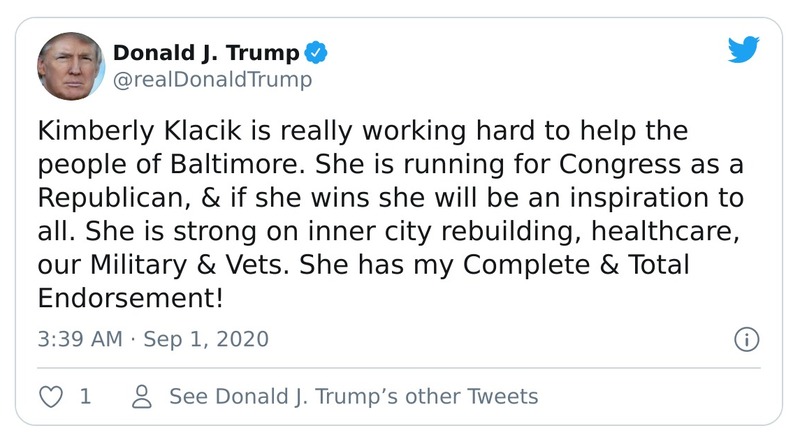 Donald J. Trump
@realDonaldTrump
Kimberly Klacik is really working hard to help the
people of Baltimore. She is running for Congress as a
Republican, & if she wins she will be an inspiration to
all. She is strong on inner city rebuilding, healthcare,
our Military & Vets. She has my Complete & Total
Endorsement!
3:39 AM · Sep 1, 2020
1 See Donald J. Trump’s other Tweets